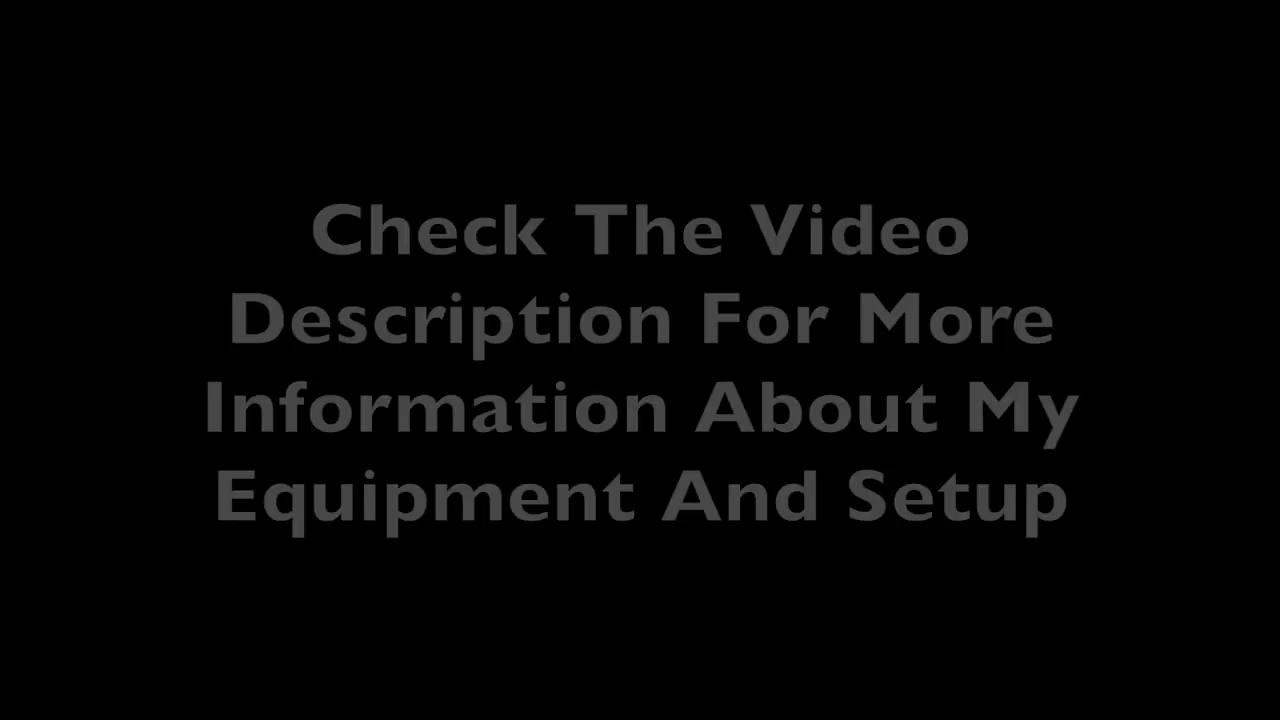 Check The Video
Description For More
Information About My
Equipment And Setup